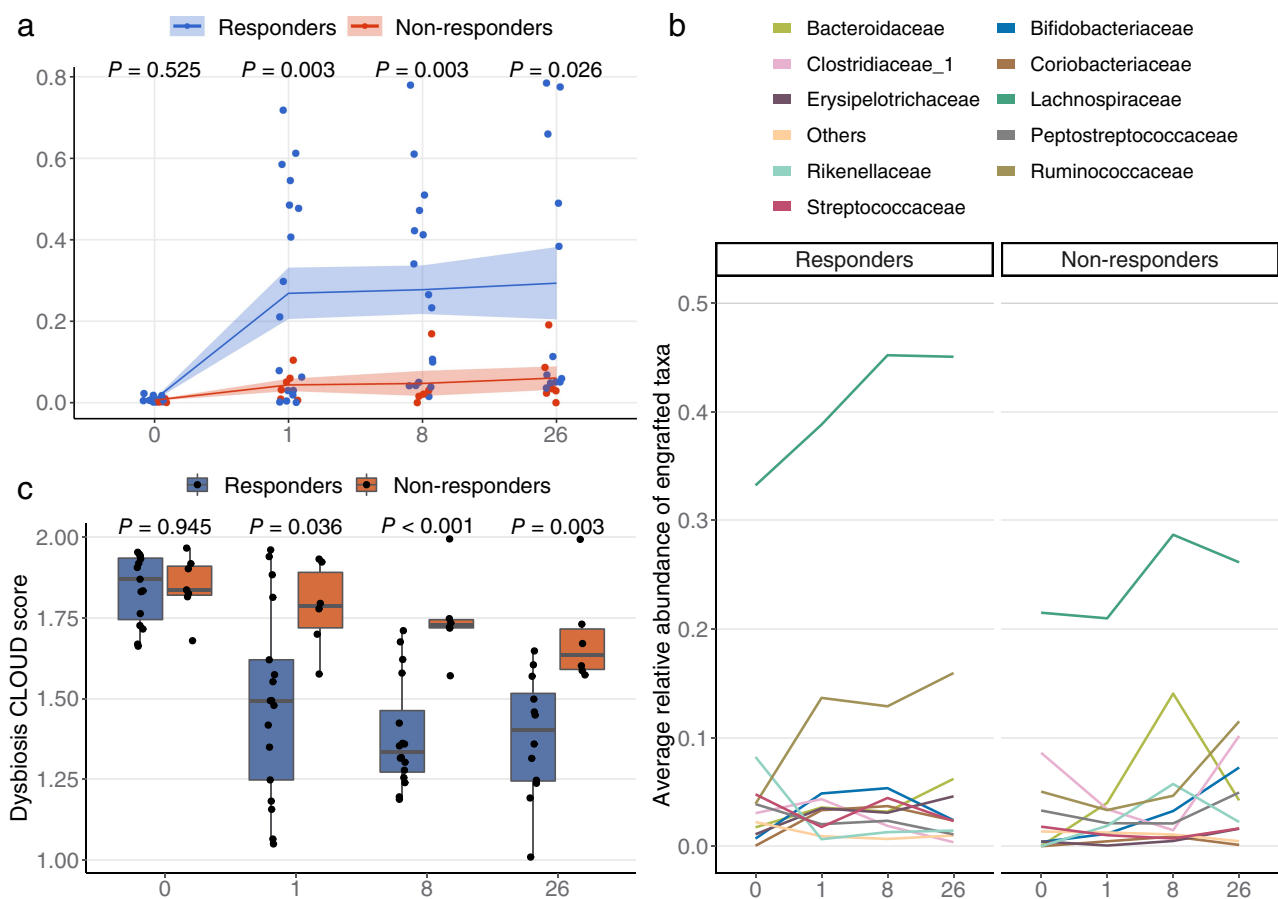 a
Responders Non-responders
P = 0.525 P = 0.003 P = 0.003 P = 0.026
0.8
0.6
0.4
0.2
0.0
0 1 8 26
b
Bacteroidaceae Bifidobacteriaceae
Clostridiaceae_1 Coriobacteriaceae
Erysipelotrichaceae Lachnospiraceae
Others Peptostreptococcaceae
Rikenellaceae Ruminococcaceae
Streptococcaceae
Responders Non-responders
Average relative abundance of engrafted taxa
0.5
0.4
0.3
0.2
0.1
0.0
0 1 8 26 0 1 8 26
c
Responders Non-responders
P = 0.945 P = 0.036 P < 0.001 P = 0.003
Dysbiosis CLOUD score
2.00
1.75
1.50
1.25
1.00
0 1 8 26